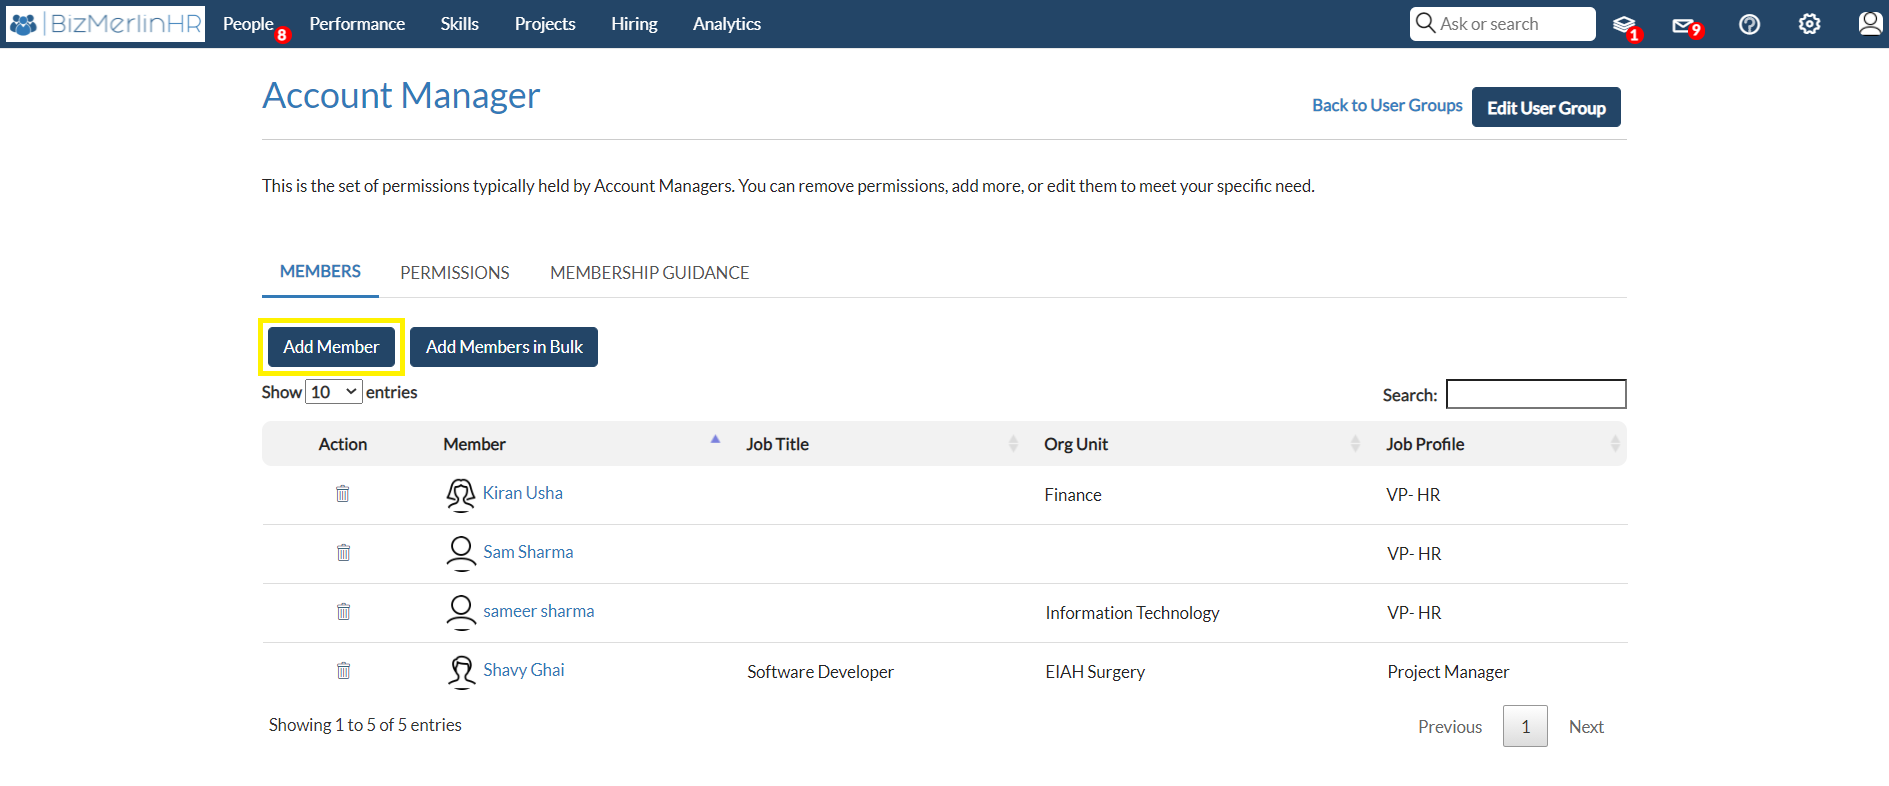 BizMerlinHR People 8 Performance Skills Projects Hiring Analytics Ask or search 1 9
Account Manager
Back to User Groups Edit User Group
This is the set of permissions typically held by Account Managers. You can remove permissions, add more, or edit them to meet your specific need.
MEMBERS PERMISSIONS MEMBERSHIP GUIDANCE
Add Member Add Members in Bulk
Show 10 entries Search:
Action Member Job Title Org Unit Job Profile
Kiran Usha Finance VP- HR
Sam Sharma VP- HR
sameer sharma Information Technology VP- HR
Shavy Ghai Software Developer EIAH Surgery Project Manager
Showing 1 to 5 of 5 entries Previous 1 Next